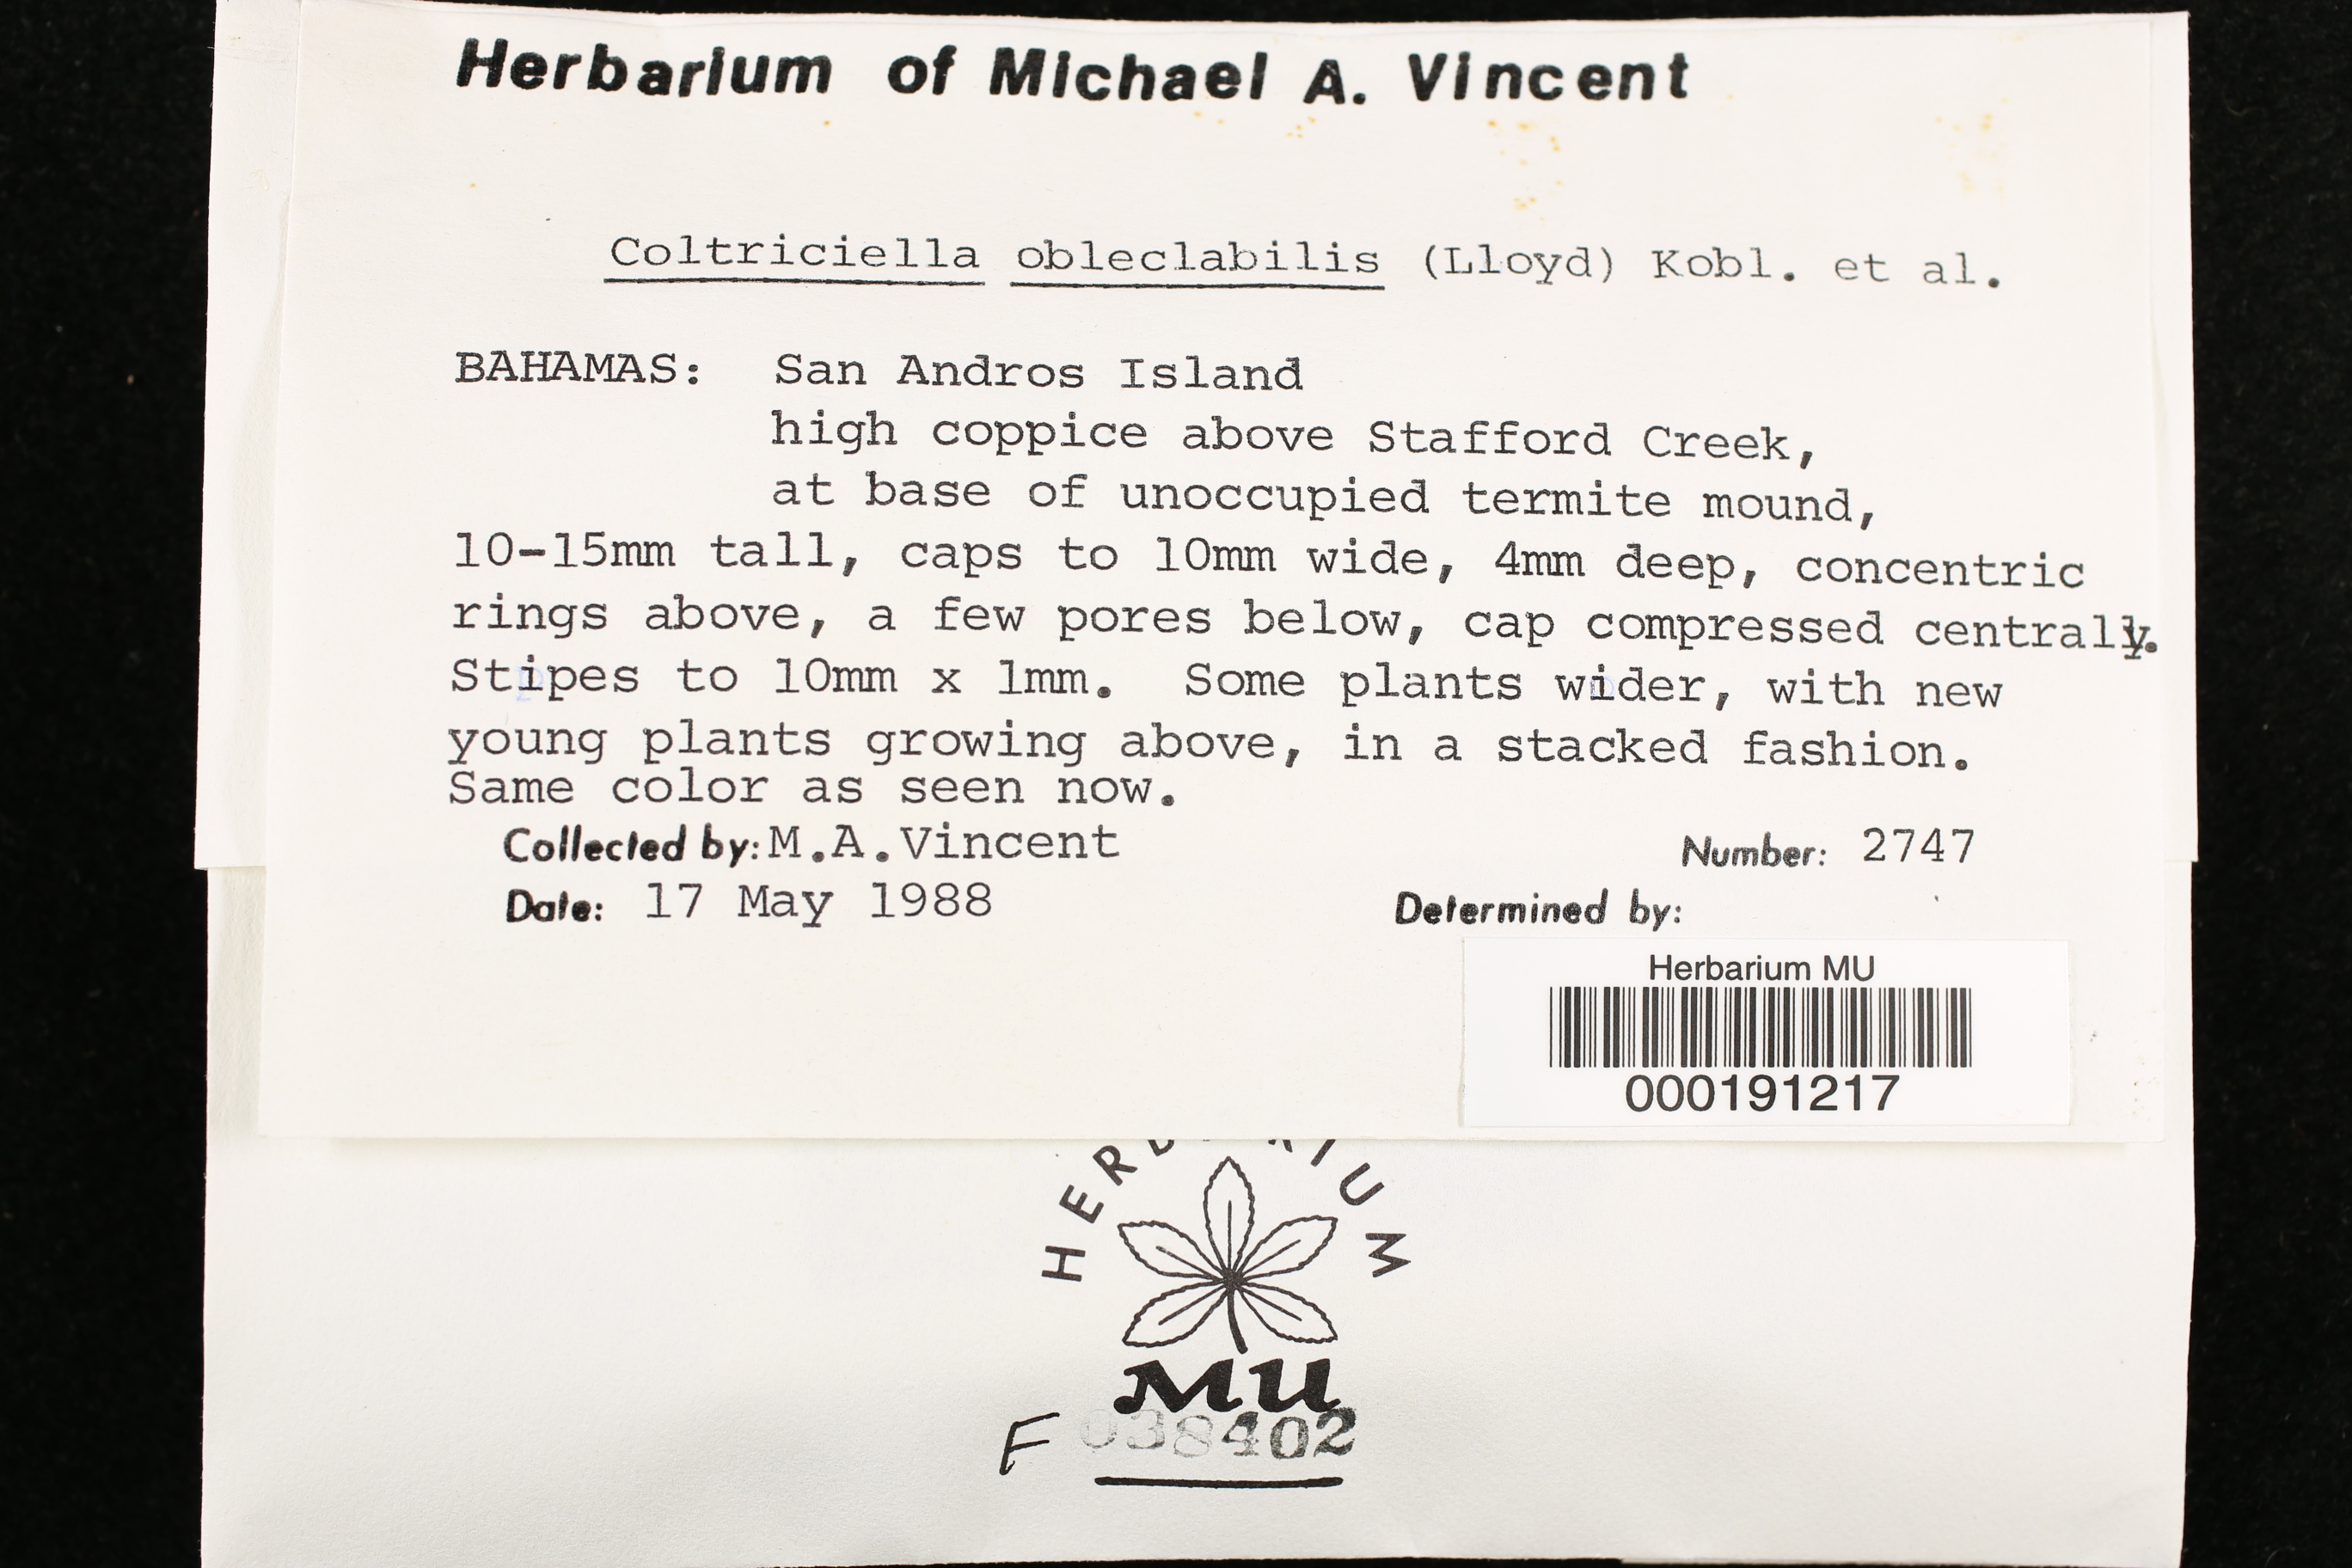 Herbarium of Michael A. Vincent
Coltriciella obleclabilis (Lloyd) Kobl. et al.
BAHAMAS: San Andros Island
high coppice above Stafford Creek,
at base of unoccupied termite mound,
10-15mm tall, caps to 10mm wide, 4mm deep, concentric
rings above, a few pores below, cap compressed centrally.
Stipes to 10mm x 1mm. Some plants wider, with new
young plants growing above, in a stacked fashion.
Same color as seen now.
Collected by: M.A.Vincent Number: 2747
Date: 17 May 1988 Determined by:
Herbarium MU
000191217
MU
F 038402